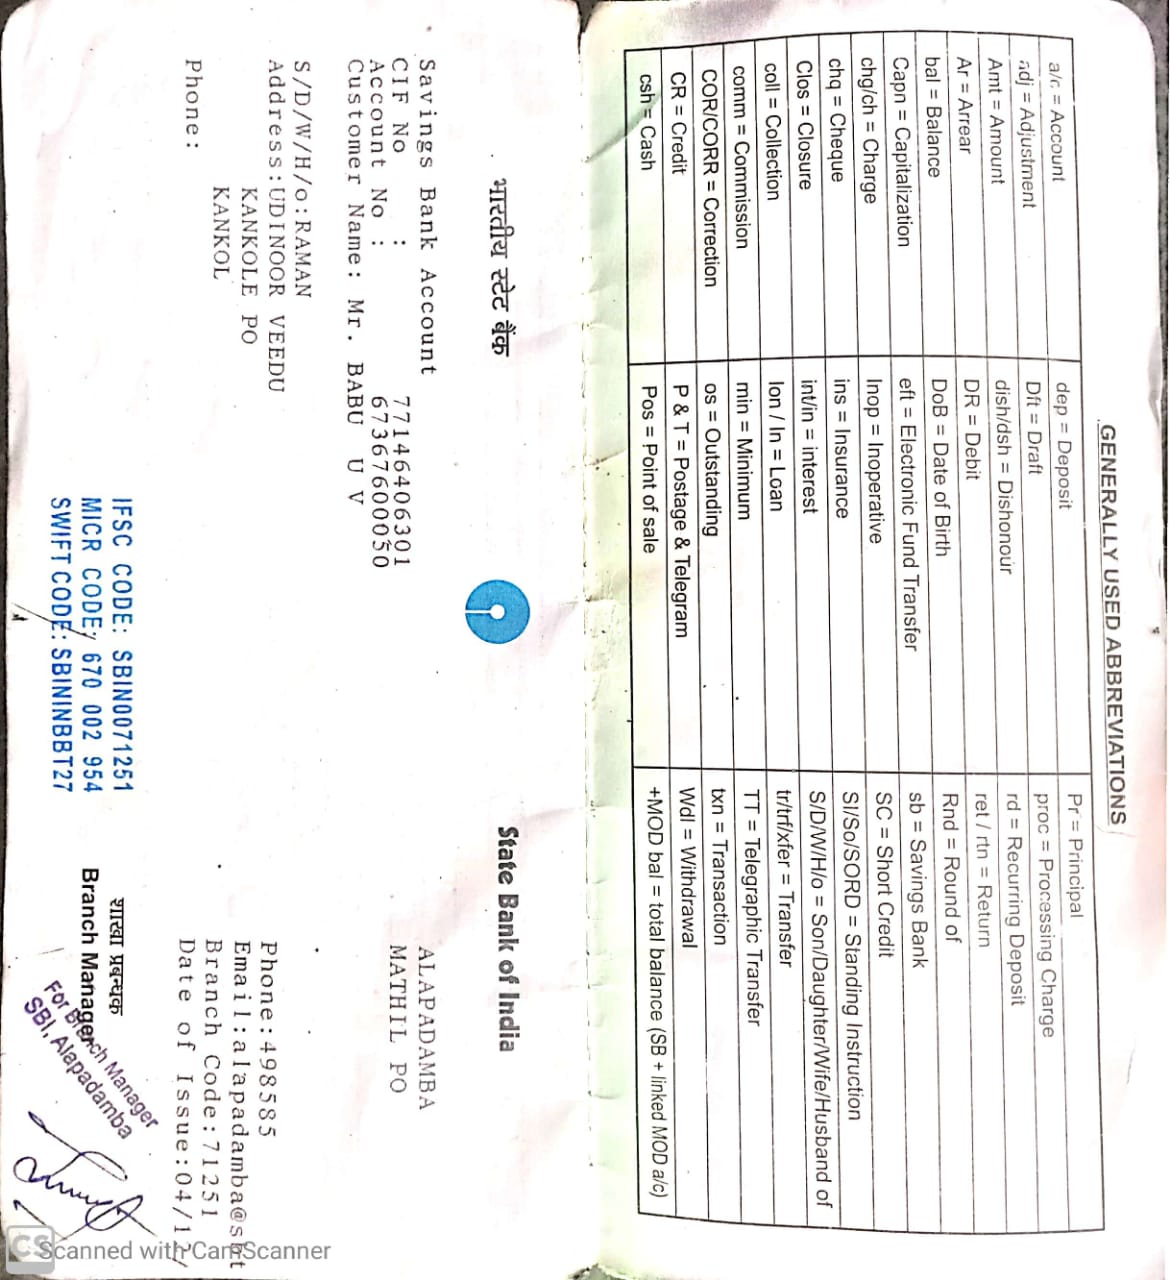 GENERALLY USED ABBREVIATIONS
a/c = Account
adj = Adjustment
Amt = Amount
Ar = Arrear
bal = Balance
Capn = Capitalization
chg/ch = Charge
chq = Cheque
Clos = Closure
coll = Collection
comm = Commission
COR/CORR = Correction
CR = Credit
csh = Cash
dep = Deposit
Dft = Draft
dish/dsh = Dishonour
DR = Debit
DoB = Date of Birth
eft = Electronic Fund Transfer
Inop = Inoperative
ins = Insurance
int/in = interest
lon / ln = Loan
min = Minimum
os = Outstanding
P & T = Postage & Telegram
Pos = Point of sale
Pr = Principal
proc = Processing Charge
rd = Recurring Deposit
ret / rtn = Return
Rnd = Round of
sb = Savings Bank
SC = Short Credit
SI/So/SORD = Standing Instruction
S/D/W/H/o = Son/Daughter/Wife/Husband of
tr/trf/xfer = Transfer
TT = Telegraphic Transfer
txn = Transaction
Wdl = Withdrawal
+MOD bal = total balance (SB + linked MOD a/c)
भारतीय स्टेट बैंक
State Bank of India
Savings Bank Account
CIF No : 77146406301
Account No : 67367600050
Customer Name: Mr. BABU U V
S/D/W/H/o:RAMAN
Address:UDINOOR VEEDU
KANKOLE PO
KANKOL
Phone:
ALAPADAMBA
MATHIL PO
Phone:498585
Email:alapadamba@sbt
Branch Code:71251
Date of Issue:04/12/
IFSC CODE: SBIN0071251
MICR CODE: 670 002 954
SWIFT CODE: SBININBBT27
शाखा प्रबन्धक
Branch Manager
For Branch Manager
SBI, Alapadamba
Scanned with CamScanner
CS